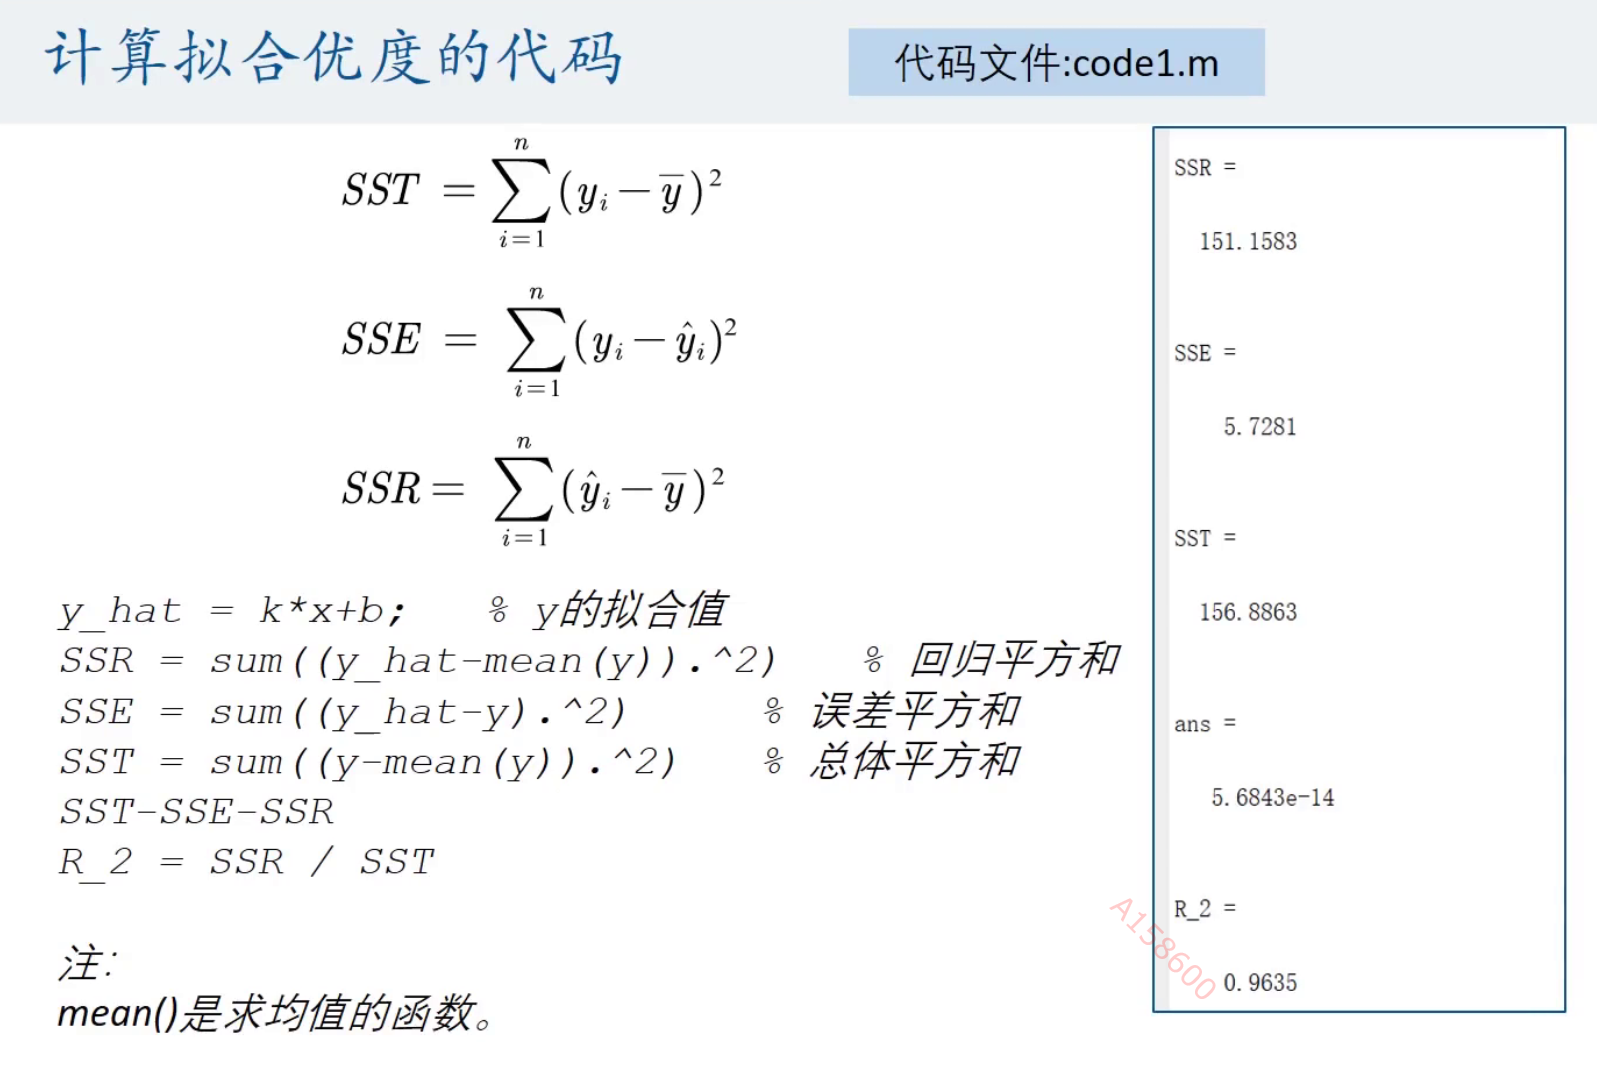 计算拟合优度的代码
代码文件:code1.m
SST = \sum_{i=1}^{n}(y_i-\overline{y})^2
SSE = \sum_{i=1}^{n}(y_i-\hat{y}_i)^2
SSR = \sum_{i=1}^{n}(\hat{y}_i-\overline{y})^2
y_hat = k*x+b; % y的拟合值
SSR = sum((y_hat-mean(y)).^2) % 回归平方和
SSE = sum((y_hat-y).^2) % 误差平方和
SST = sum((y-mean(y)).^2) % 总体平方和
SST-SSE-SSR
R_2 = SSR / SST
注：
mean()是求均值的函数。
SSR =
151.1583
SSE =
5.7281
SST =
156.8863
ans =
5.6843e-14
R_2 =
0.9635
A158600